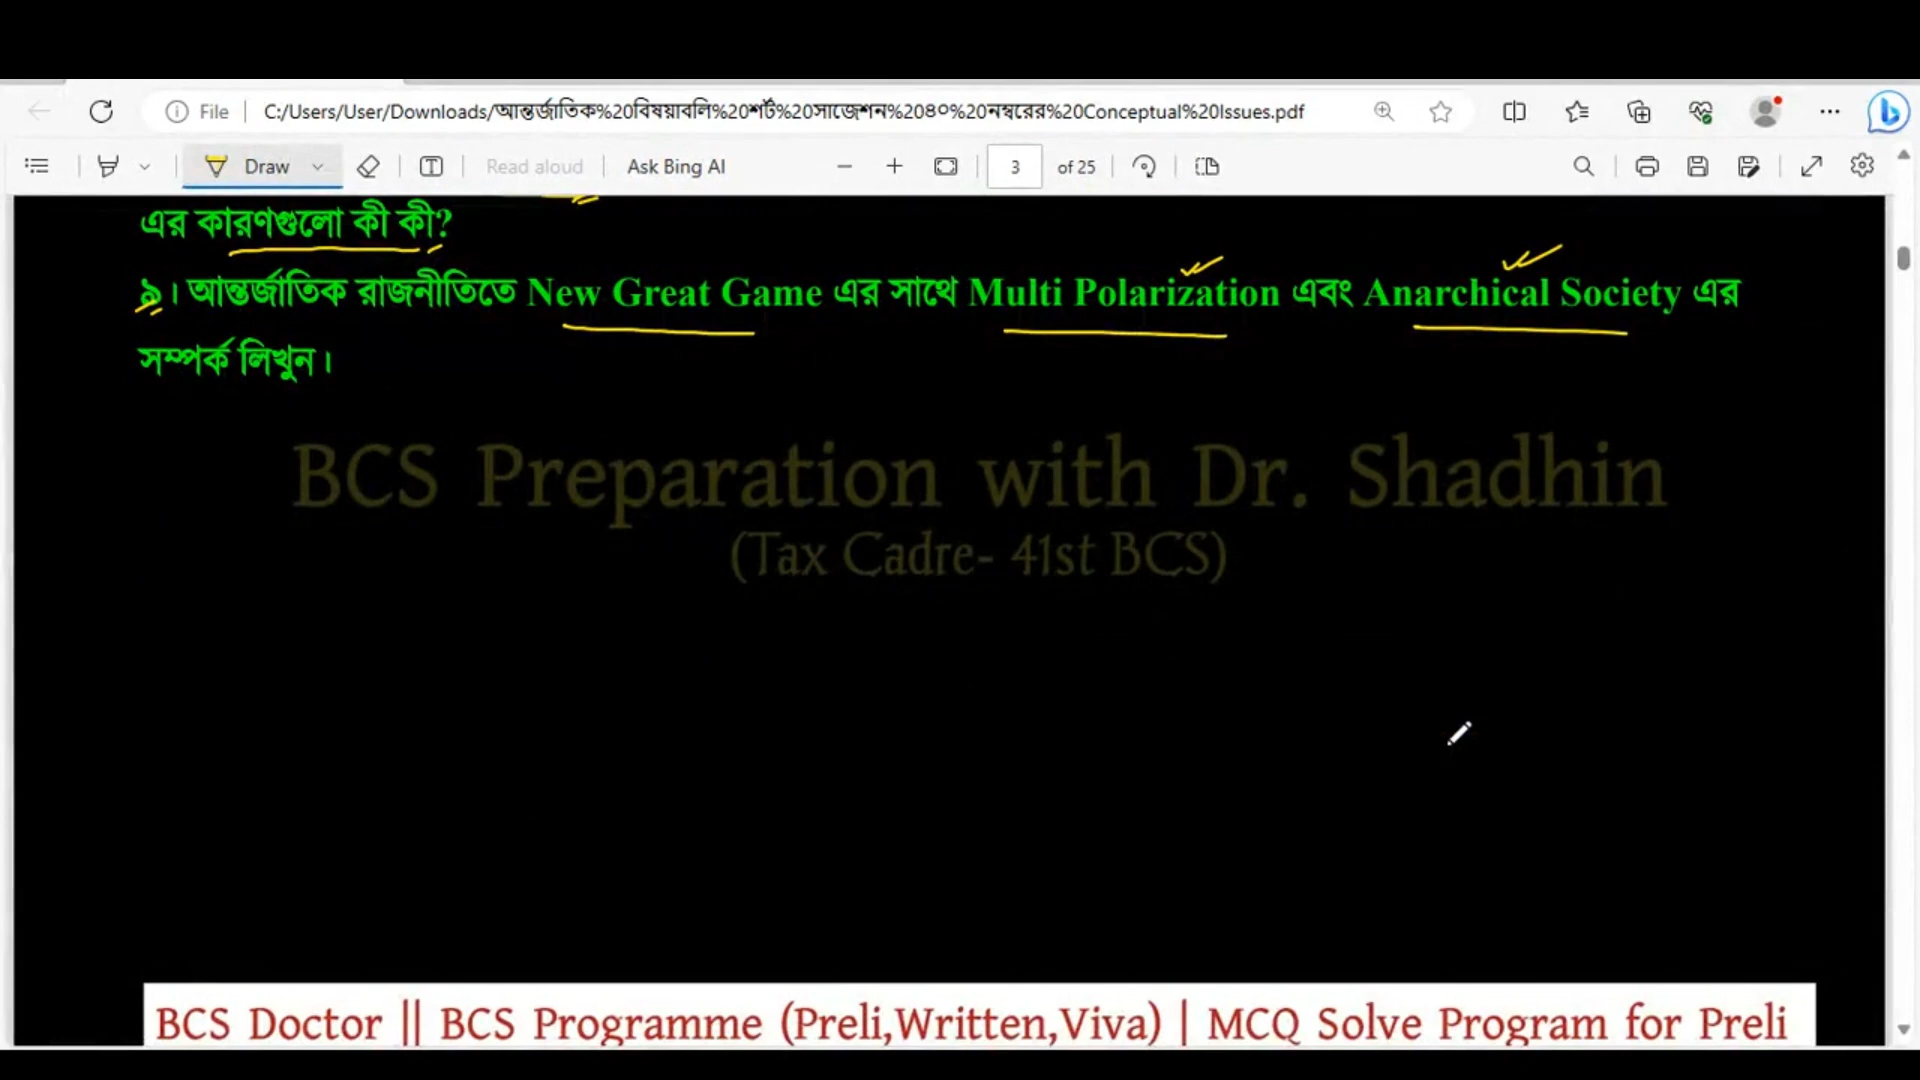 File
C:/Users/User/Downloads/আন্তর্জাতিক%20বিষয়াবলি%20শর্ট%20সাজেশন%20৪০%20নম্বরের%20Conceptual%20Issues.pdf
Draw
Read aloud
Ask Bing AI
3 of 25
এর কারণগুলো কী কী?
৯। আন্তর্জাতিক রাজনীতিতে New Great Game এর সাথে Multi Polarization এবং Anarchical Society এর
সম্পর্ক লিখুন।
BCS Preparation with Dr. Shadhin
(Tax Cadre- 41st BCS)
BCS Doctor || BCS Programme (Preli,Written,Viva) | MCQ Solve Program for Preli